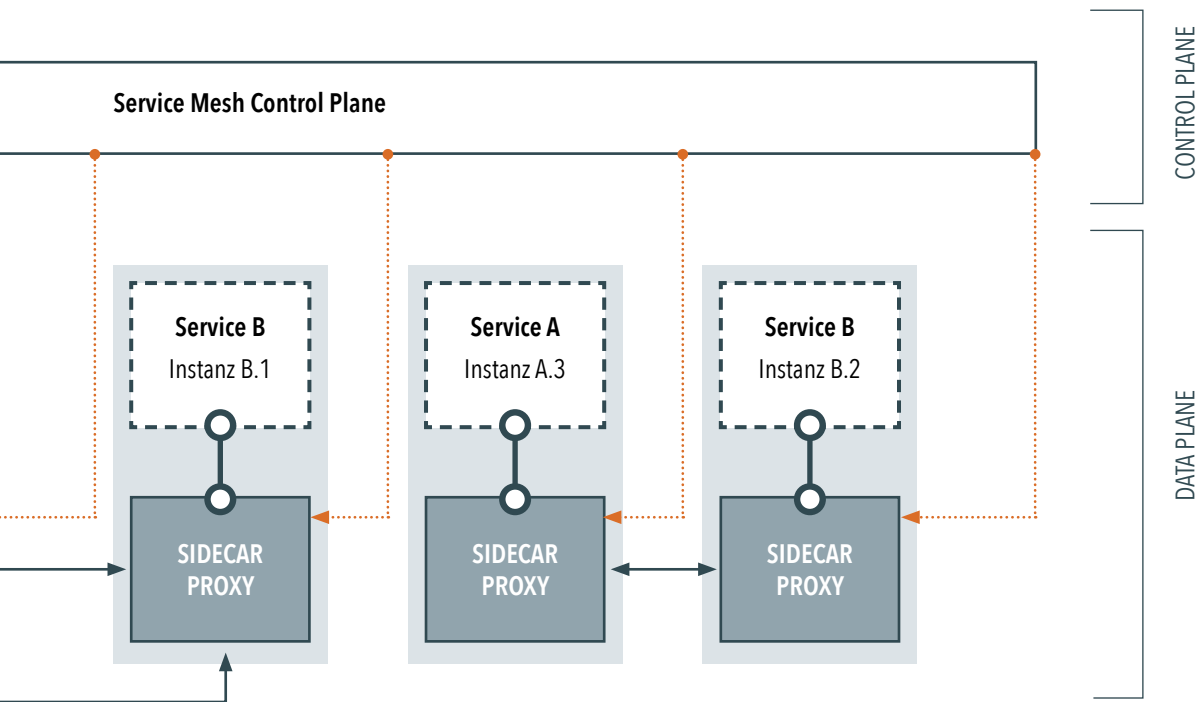 CONTROL PLANE
Service Mesh Control Plane
Service B
Instanz B.1
Service A
Instanz A.3
Service B
Instanz B.2
DATA PLANE
SIDECAR
PROXY
SIDECAR
PROXY
SIDECAR
PROXY